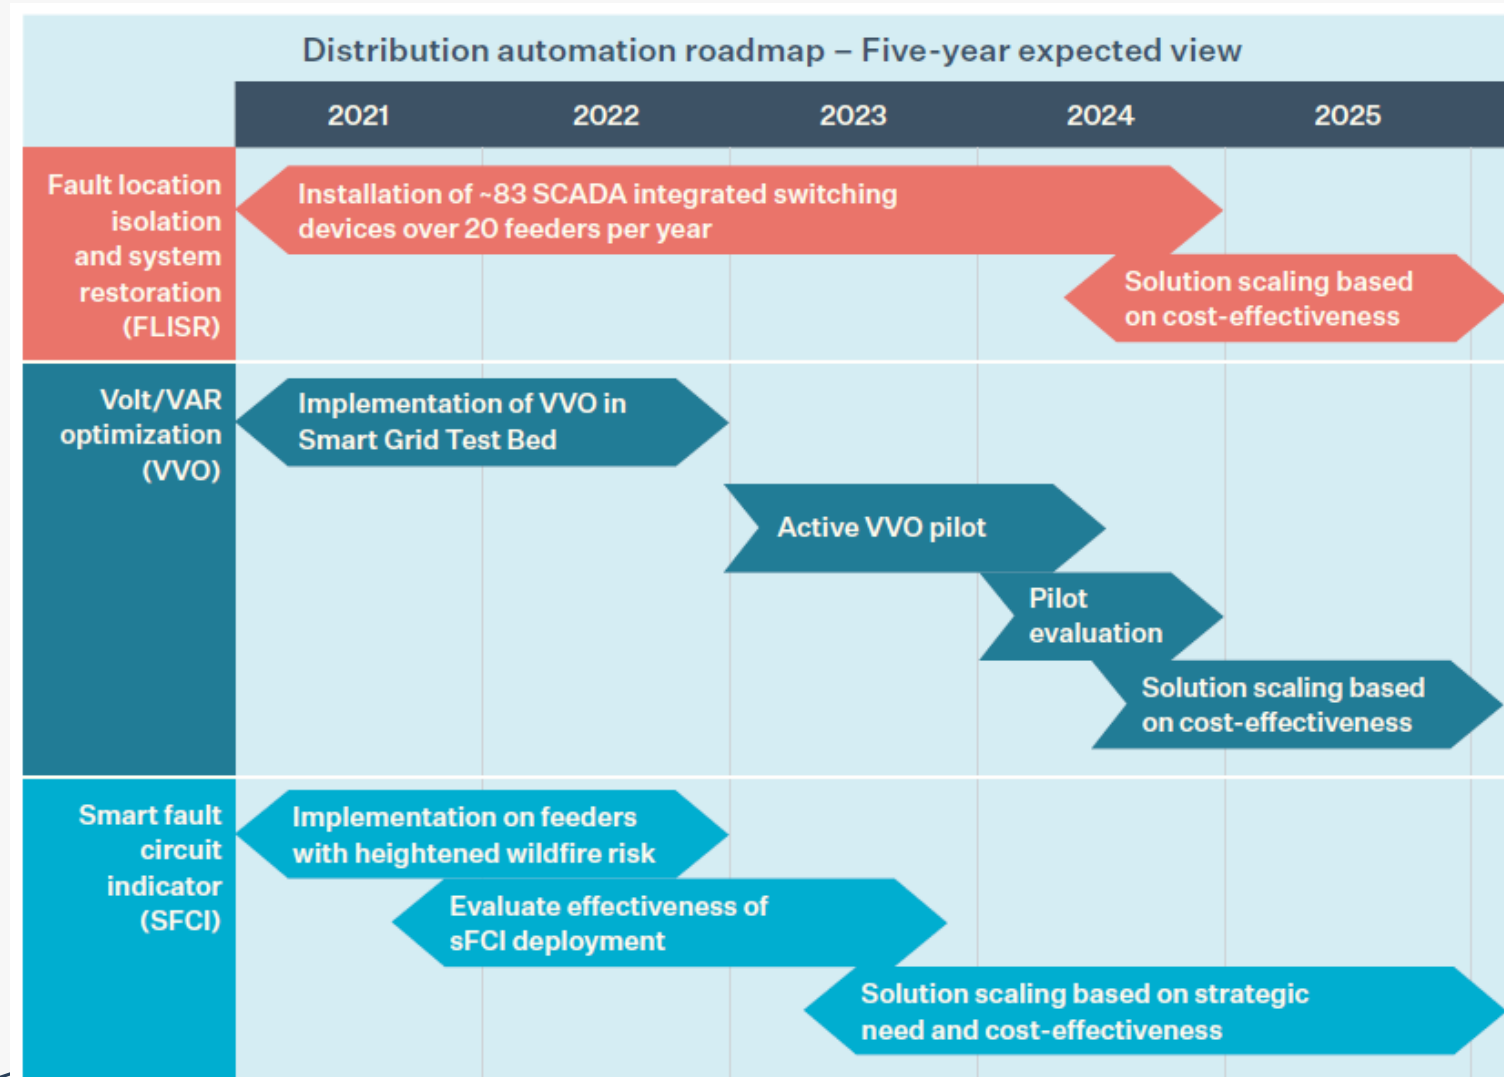 Distribution automation roadmap – Five-year expected view
2021 2022 2023 2024 2025
Fault location
isolation
and system
restoration
(FLISR)
Installation of ~83 SCADA integrated switching
devices over 20 feeders per year
Solution scaling based
on cost-effectiveness
Volt/VAR
optimization
(VVO)
Implementation of VVO in
Smart Grid Test Bed
Active VVO pilot
Pilot
evaluation
Solution scaling based
on cost-effectiveness
Smart fault
circuit
indicator
(SFCI)
Implementation on feeders
with heightened wildfire risk
Evaluate effectiveness of
sFCI deployment
Solution scaling based on strategic
need and cost-effectiveness